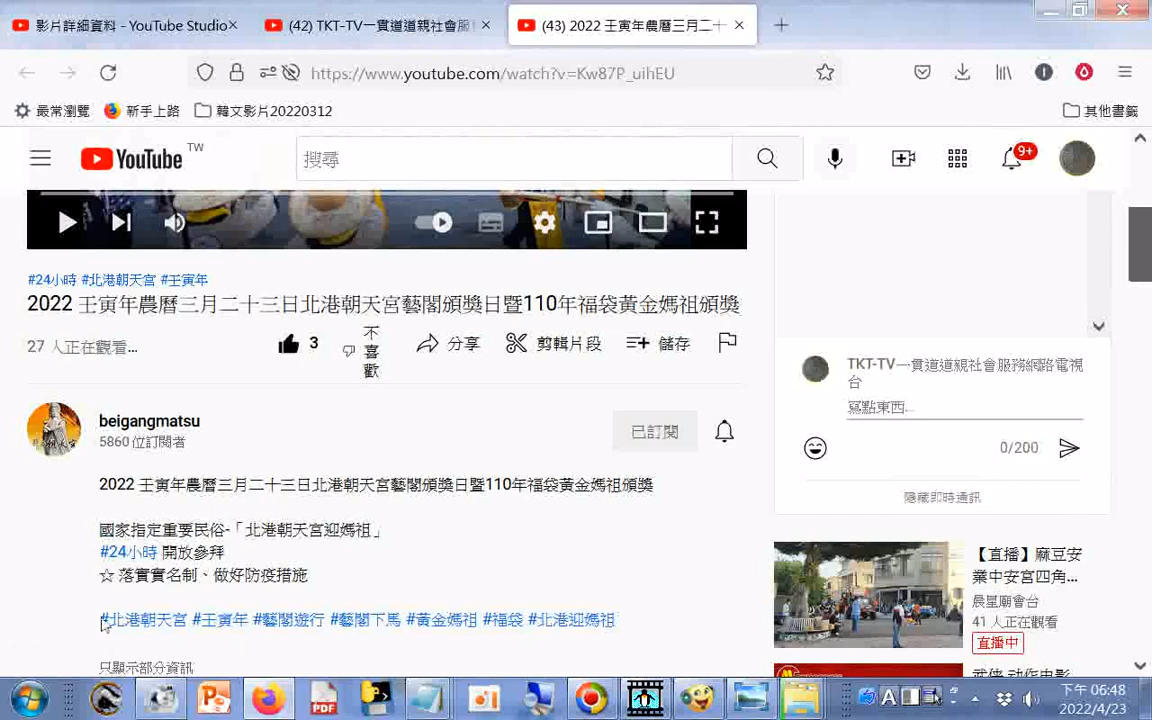 影片詳細資料 - YouTube Studio
(42) TKT-TV一貫道道親社會服
(43) 2022 壬寅年農曆三月二十三
https://www.youtube.com/watch?v=Kw87P_uihEU
最常瀏覽
新手上路
韓文影片20220312
其他書籤
YouTube TW
搜尋
9+
#24小時 #北港朝天宮 #壬寅年
2022 壬寅年農曆三月二十三日北港朝天宮藝閣頒獎日暨110年福袋黃金媽祖頒獎
27 人正在觀看...
3
不喜歡
分享
剪輯片段
儲存
TKT-TV一貫道道親社會服務網路電視
台
寫點東西...
0/200
隱藏即時通訊
beigangmatsu
5860 位訂閱者
已訂閱
2022 壬寅年農曆三月二十三日北港朝天宮藝閣頒獎日暨110年福袋黃金媽祖頒獎
國家指定重要民俗-「北港朝天宮迎媽祖」
#24小時 開放參拜
☆ 落實實名制、做好防疫措施
#北港朝天宮 #壬寅年 #藝閣遊行 #藝閣下馬 #黃金媽祖 #福袋 #北港迎媽祖
只顯示部分資訊
【直播】麻豆安
業中安宮四角...
晨星廟會台
41 人正在觀看
直播中
武俠 动作电影
PDF
A
下午 06:48
2022/4/23